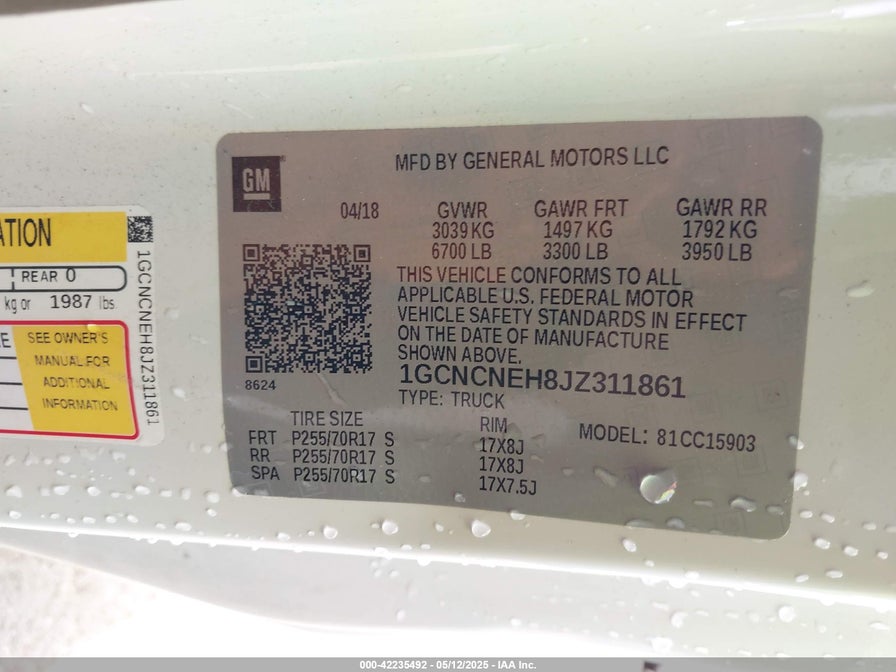 ATION
REAR 0
kg or 1987 lbs.
SEE OWNER'S
MANUAL FOR
ADDITIONAL
INFORMATION
1GCNCNEH8JZ311861
GM
MFD BY GENERAL MOTORS LLC
04/18 GVWR GAWR FRT GAWR RR
3039 KG 1497 KG 1792 KG
6700 LB 3300 LB 3950 LB
THIS VEHICLE CONFORMS TO ALL
APPLICABLE U.S. FEDERAL MOTOR
VEHICLE SAFETY STANDARDS IN EFFECT
ON THE DATE OF MANUFACTURE
SHOWN ABOVE.
8624
1GCNCNEH8JZ311861
TYPE: TRUCK
TIRE SIZE RIM MODEL: 81CC15903
FRT P255/70R17 S 17X8J
RR P255/70R17 S 17X8J
SPA P255/70R17 S 17X7.5J
000-42235492 - 05/12/2025 - IAA Inc.